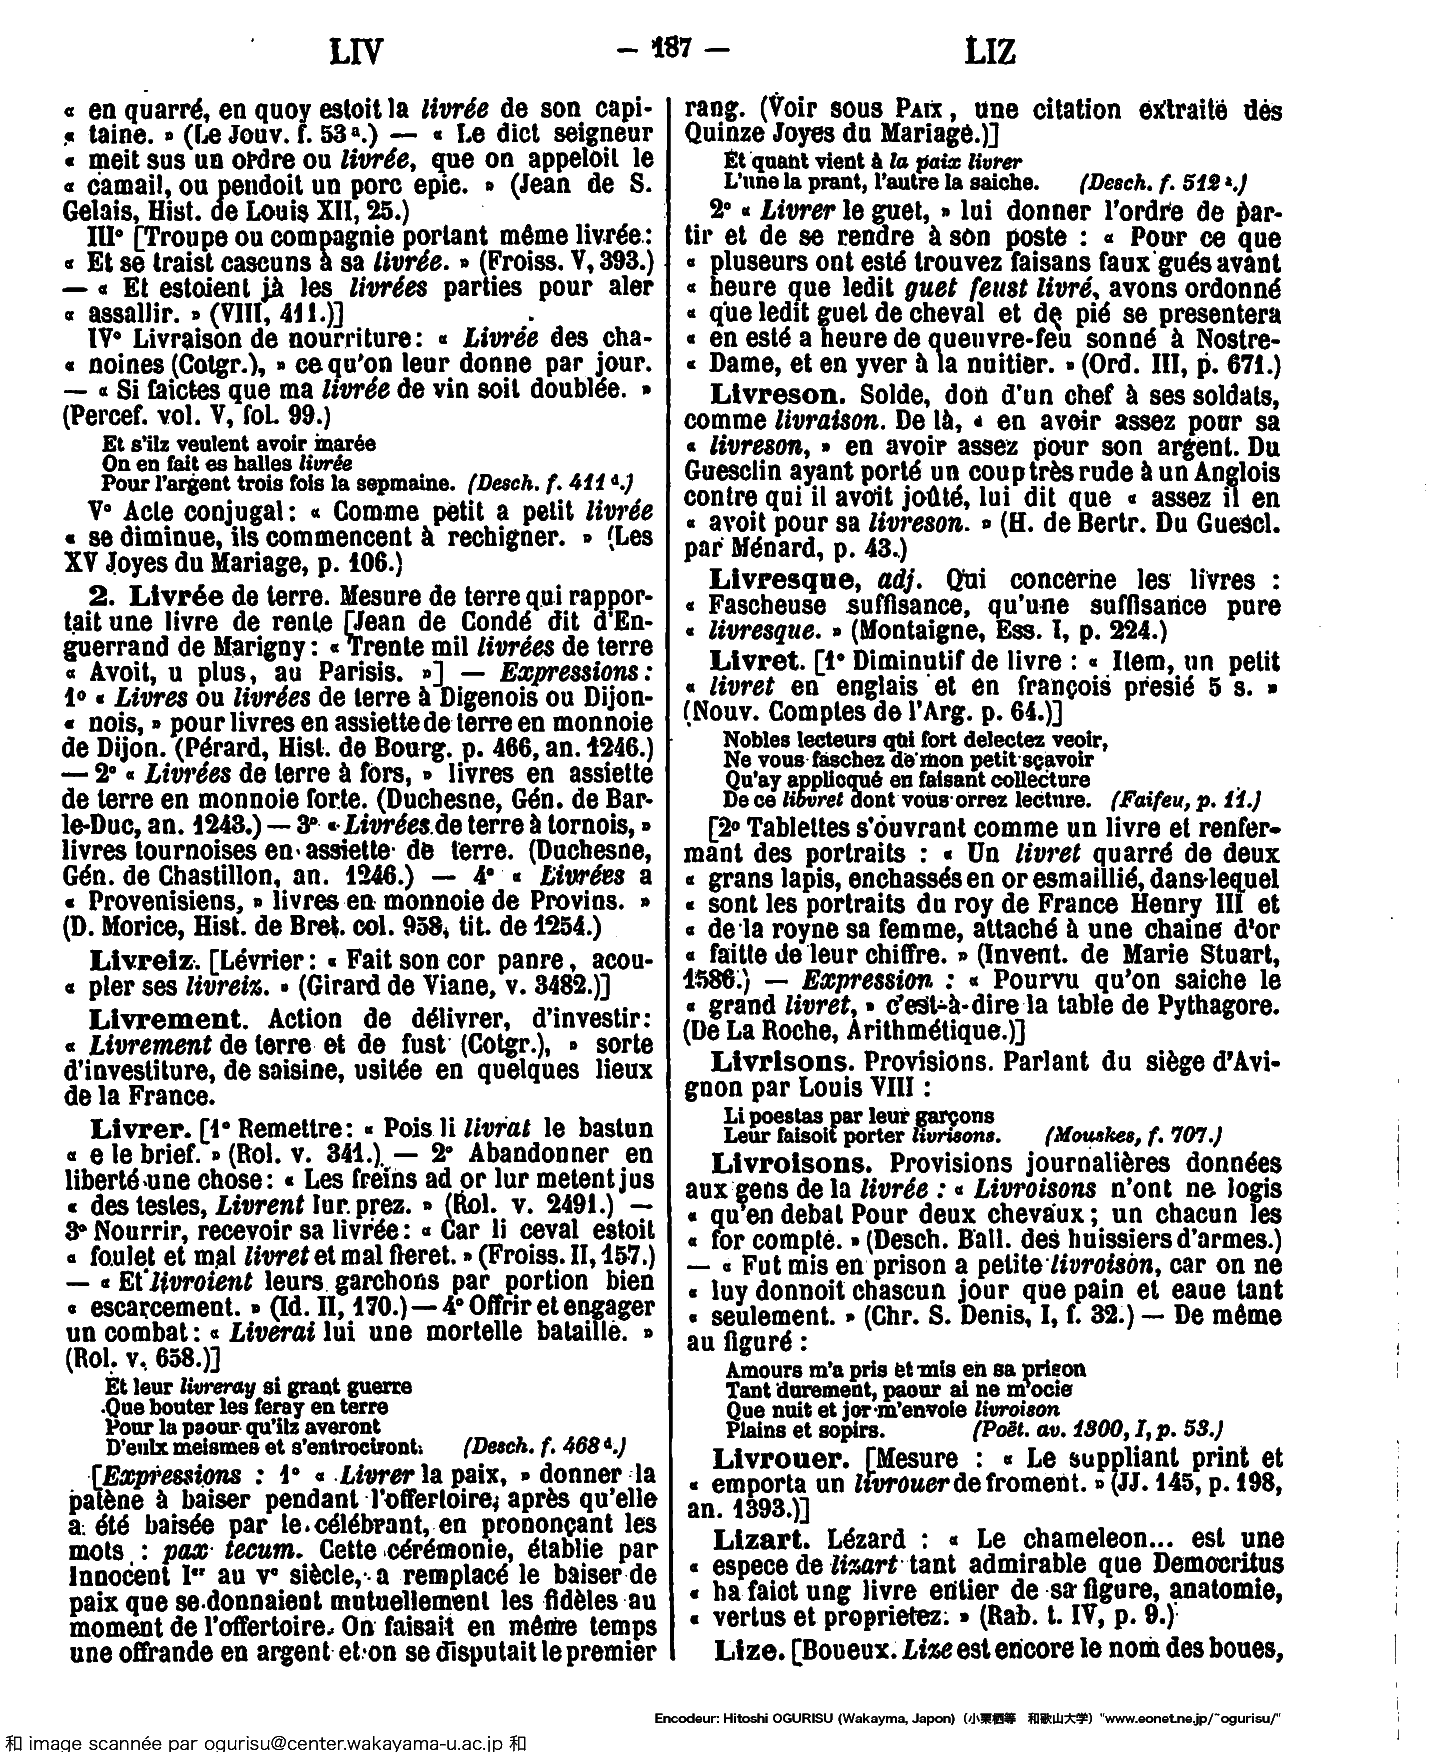 LIV
— 187 —
LIZ
« en quarré, en quoy estoit la livrée de son capi-
« taine. » (Le Jouv. f. 53 a.) — « Le dict seigneur
« meit sus un ordre ou livrée, que on appeloit le
« camail, ou pendoit un porc epic. » (Jean de S.
Gelais, Hist. de Louis XII, 25.)
III° [Troupe ou compagnie portant même livrée:
« Et se traist cascuns à sa livrée. » (Froiss. V, 393.)
— « Et estoient jà les livrées parties pour aler
« assallir. » (VIII, 411.)]
IV° Livraison de nourriture: « Livrée des cha-
« noines (Cotgr.), » ce qu'on leur donne par jour.
— « Si faictes que ma livrée de vin soit doublée. »
(Percef. vol. V, fol. 99.)
Et s'ilz veulent avoir marée
On en fait es halles livrée
Pour l'argent trois fois la sepmaine. (Desch. f. 411 d.)
V° Acte conjugal: « Comme petit a petit livrée
« se diminue, ils commencent à rechigner. » (Les
XV Joyes du Mariage, p. 106.)
2. Livrée de terre. Mesure de terre qui rappor-
tait une livre de rente [Jean de Condé dit d'En-
guerrand de Marigny: « Trente mil livrées de terre
« Avoit, u plus, au Parisis. »] — Expressions:
1° « Livres ou livrées de terre à Digenois ou Dijon-
« nois, » pour livres en assiette de terre en monnoie
de Dijon. (Pérard, Hist. de Bourg. p. 466, an. 1246.)
— 2° « Livrées de terre à fors, » livres en assiette
de terre en monnoie forte. (Duchesne, Gén. de Bar-
le-Duc, an. 1243.) — 3° « Livrées de terre à tornois, »
livres tournoises en assiette de terre. (Duchesne,
Gén. de Chastillon, an. 1246.) — 4° « Livrées a
« Provenisiens, » livres en monnoie de Provins. »
(D. Morice, Hist. de Bret. col. 958, tit. de 1254.)
Livreiz. [Lévrier: « Fait son cor panre, acou-
« pler ses livreiz. » (Girard de Viane, v. 3482.)]
Livrement. Action de délivrer, d'investir:
« Livrement de terre et de fust (Cotgr.), » sorte
d'investiture, de saisine, usitée en quelques lieux
de la France.
Livrer. [1° Remettre: « Pois li livrat le bastun
« e le brief. » (Rol. v. 341.) — 2° Abandonner en
liberté une chose: « Les freins ad or lur metent jus
« des testes, Livrent lur prez. » (Rol. v. 2491.) —
3° Nourrir, recevoir sa livrée: « Car li ceval estoit
« foulet et mal livret et mal fieret. » (Froiss. II, 157.)
— « Et livroient leurs garchons par portion bien
« escarcement. » (Id. II, 170.) — 4° Offrir et engager
un combat: « Liverai lui une mortelle bataille. »
(Rol. v. 658.)]
Et leur livreray si grant guerre
Que bouter les feray en terre
Pour la paour qu'ilz averont
D'eulx meismes et s'entrociront. (Desch. f. 468 d.)
[Expressions : 1° « Livrer la paix, » donner la
patène à baiser pendant l'offertoire, après qu'elle
a été baisée par le célébrant, en prononçant les
mots : pax tecum. Cette cérémonie, établie par
Innocent Ier au ve siècle, a remplacé le baiser de
paix que se donnaient mutuellement les fidèles au
moment de l'offertoire. On faisait en même temps
une offrande en argent et on se disputait le premier
rang. (Voir sous PAIX, une citation extraite des
Quinze Joyes du Mariage.)]
Et quant vient à la paix livrer
L'une la prant, l'autre la saiche. (Desch. f. 512 a.)
2° « Livrer le guet, » lui donner l'ordre de par-
tir et de se rendre à son poste : « Pour ce que
« pluseurs ont esté trouvez faisans faux gués avant
« heure que ledit guet feust livré, avons ordonné
« que ledit guet de cheval et de pié se presentera
« en esté a heure de queuvre-feu sonné à Nostre-
« Dame, et en yver à la nuitier. » (Ord. III, p. 671.)
Livreson. Solde, don d'un chef à ses soldats,
comme livraison. De là, « en avoir assez pour sa
« livreson, » en avoir assez pour son argent. Du
Guesclin ayant porté un coup très rude à un Anglois
contre qui il avoit joûté, lui dit que « assez il en
« avoit pour sa livreson. » (H. de Bertr. Du Guescl.
par Ménard, p. 43.)
Livresque, adj. Qui concerne les livres :
« Fascheuse suffisance, qu'une suffisance pure
« livresque. » (Montaigne, Ess. I, p. 224.)
Livret. [1° Diminutif de livre : « Item, un petit
« livret en englais et en françois presié 5 s. »
(Nouv. Comptes de l'Arg. p. 64.)]
Nobles lecteurs qui fort delectez veoir,
Ne vous faschez de mon petit sçavoir
Qu'ay applicqué en faisant collecture
De ce libvret dont vous orrez lecture. (Faifeu, p. 11.)
[2° Tablettes s'ouvrant comme un livre et renfer-
mant des portraits : « Un livret quarré de deux
« grans lapis, enchassés en or esmaillié, dans lequel
« sont les portraits du roy de France Henry III et
« de la royne sa femme, attaché à une chaine d'or
« faitte de leur chiffre. » (Invent. de Marie Stuart,
1586.) — Expression : « Pourvu qu'on saiche le
« grand livret, » c'est-à-dire la table de Pythagore.
(De La Roche, Arithmétique.)]
Livrisons. Provisions. Parlant du siège d'Avi-
gnon par Louis VIII :
Li poestas par leur garçons
Leur faisoit porter livrisons. (Mouskes, f. 707.)
Livroisons. Provisions journalières données
aux gens de la livrée : « Livroisons n'ont ne logis
« qu'en debat Pour deux chevaux; un chacun les
« for compte. » (Desch. Ball. des huissiers d'armes.)
— « Fut mis en prison a petite livroison, car on ne
« luy donnoit chascun jour que pain et eaue tant
« seulement. » (Chr. S. Denis, I, f. 32.) — De même
au figuré :
Amours m'a pris et mis en sa prison
Tant durement, paour ai ne m'ocie
Que nuit et jor m'envoie livroison
Plains et sopirs. (Poët. av. 1300, I, p. 53.)
Livrouer. [Mesure : « Le suppliant print et
« emporta un livrouer de froment. » (JJ. 145, p. 198,
an. 1393.)]
Lizart. Lézard : « Le chameleon... est une
« espece de lizart tant admirable que Democritus
« ha faict ung livre entier de sa figure, anatomie,
« vertus et proprietez. » (Rab. t. IV, p. 9.)
Lize. [Boueux. Lize est encore le nom des boues,
Encodeur: Hitoshi OGURISU (Wakayma, Japon) (小栗栖等 和歌山大学) "www.eonet.ne.jp/~ogurisu/"
和 image scannée par ogurisu@center.wakayama-u.ac.jp 和